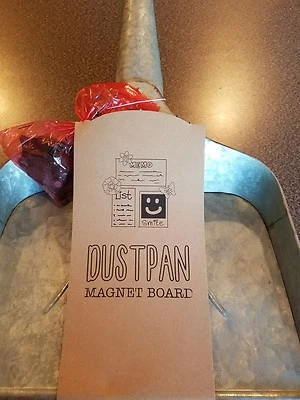 MEMO
List
Smile
DUSTPAN
MAGNET BOARD